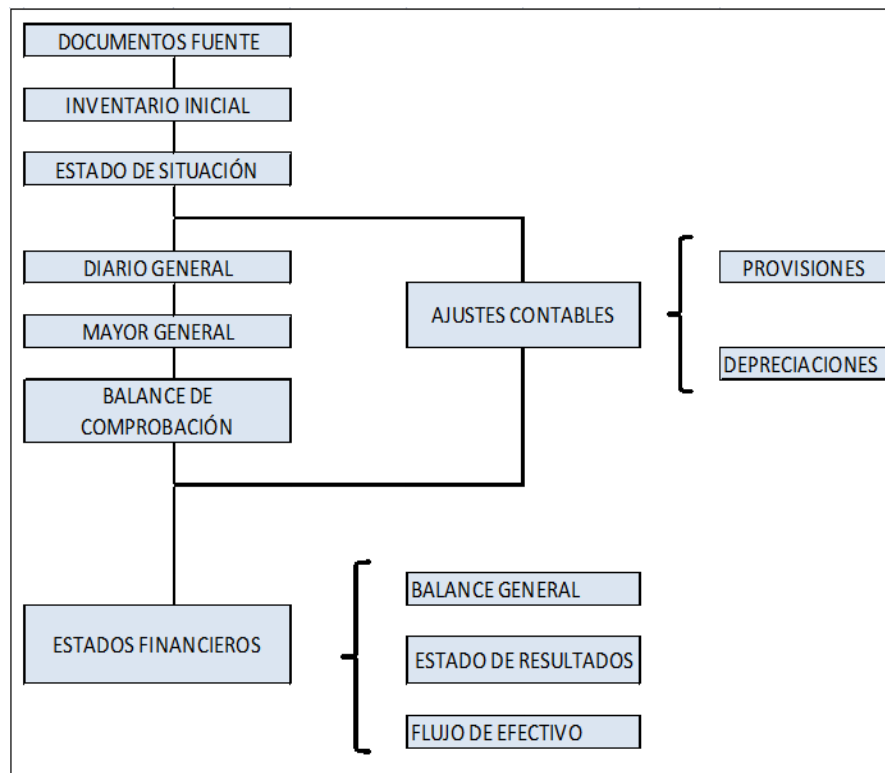 DOCUMENTOS FUENTE
INVENTARIO INICIAL
ESTADO DE SITUACIÓN
DIARIO GENERAL
MAYOR GENERAL
BALANCE DE
COMPROBACIÓN
AJUSTES CONTABLES
PROVISIONES
DEPRECIACIONES
ESTADOS FINANCIEROS
BALANCE GENERAL
ESTADO DE RESULTADOS
FLUJO DE EFECTIVO